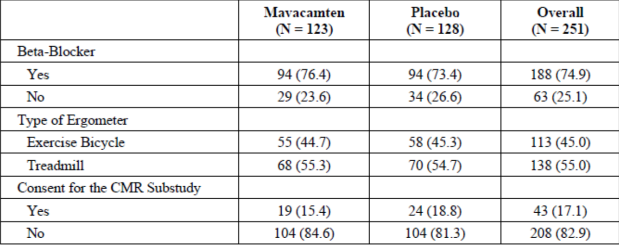 Mavacamten Placebo Overall
(N = 123) (N = 128) (N = 251)
Beta-Blocker
Yes 94 (76.4) 94 (73.4) 188 (74.9)
No 29 (23.6) 34 (26.6) 63 (25.1)
Type of Ergometer
Exercise Bicycle 55 (44.7) 58 (45.3) 113 (45.0)
Treadmill 68 (55.3) 70 (54.7) 138 (55.0)
Consent for the CMR Substudy
Yes 19 (15.4) 24 (18.8) 43 (17.1)
No 104 (84.6) 104 (81.3) 208 (82.9)